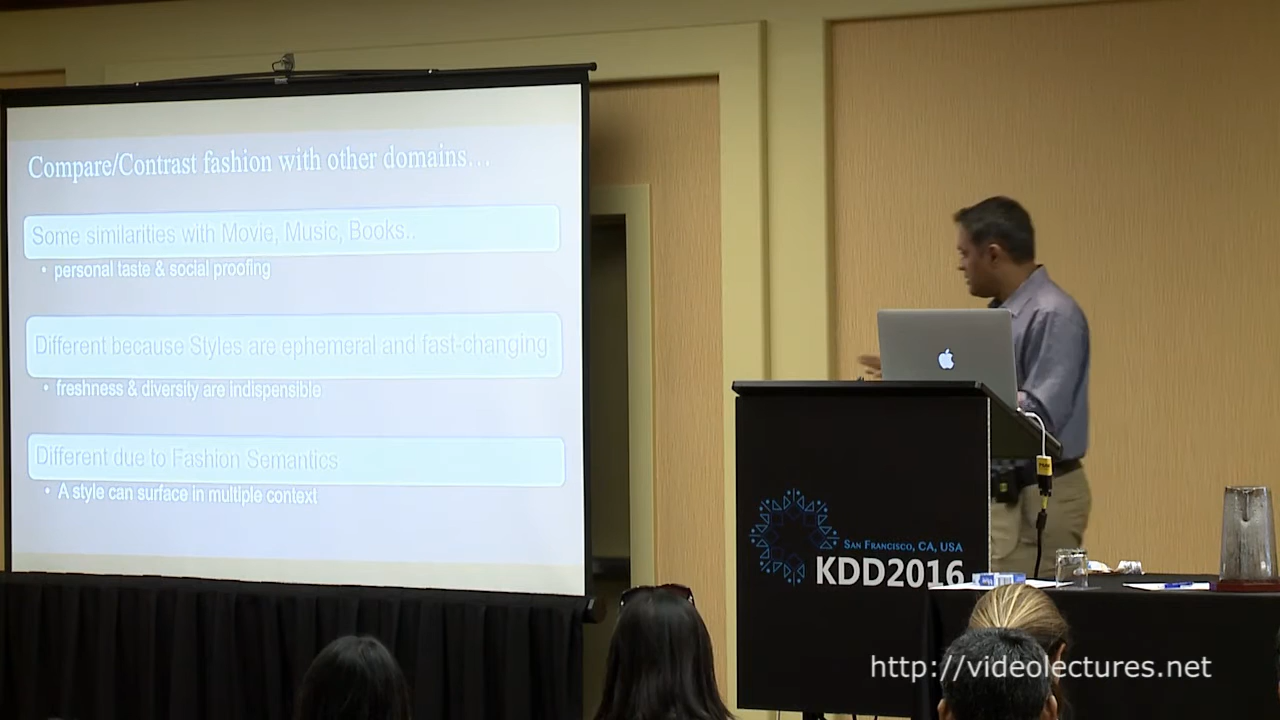 Compare/Contrast fashion with other domains…
Some similarities with Movie, Music, Books..
• personal taste & social proofing
Different because Styles are ephemeral and fast-changing
• freshness & diversity are indispensible
Different due to Fashion Semantics
• A style can surface in multiple context
San Francisco, CA, USA
KDD2016
http://videolectures.net